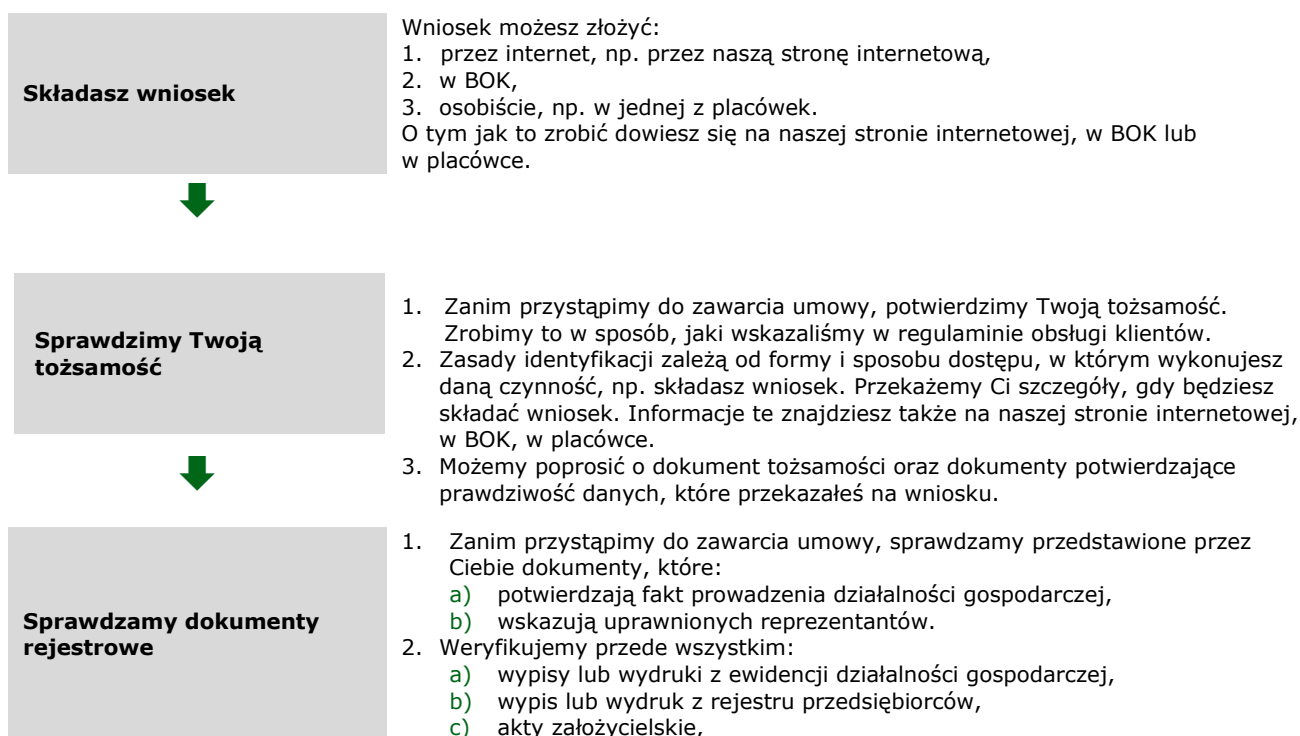 Składasz wniosek
Wniosek możesz złożyć:
1. przez internet, np. przez naszą stronę internetową,
2. w BOK,
3. osobiście, np. w jednej z placówek.
O tym jak to zrobić dowiesz się na naszej stronie internetowej, w BOK lub
w placówce.
Sprawdzimy Twoją
tożsamość
1. Zanim przystąpimy do zawarcia umowy, potwierdzimy Twoją tożsamość.
Zrobimy to w sposób, jaki wskazaliśmy w regulaminie obsługi klientów.
2. Zasady identyfikacji zależą od formy i sposobu dostępu, w którym wykonujesz
daną czynność, np. składasz wniosek. Przekażemy Ci szczegóły, gdy będziesz
składać wniosek. Informacje te znajdziesz także na naszej stronie internetowej,
w BOK, w placówce.
3. Możemy poprosić o dokument tożsamości oraz dokumenty potwierdzające
prawdziwość danych, które przekazałeś na wniosku.
Sprawdzamy dokumenty
rejestrowe
1. Zanim przystąpimy do zawarcia umowy, sprawdzamy przedstawione przez
Ciebie dokumenty, które:
a) potwierdzają fakt prowadzenia działalności gospodarczej,
b) wskazują uprawnionych reprezentantów.
2. Weryfikujemy przede wszystkim:
a) wypisy lub wydruki z ewidencji działalności gospodarczej,
b) wypis lub wydruk z rejestru przedsiębiorców,
c) akty założycielskie,